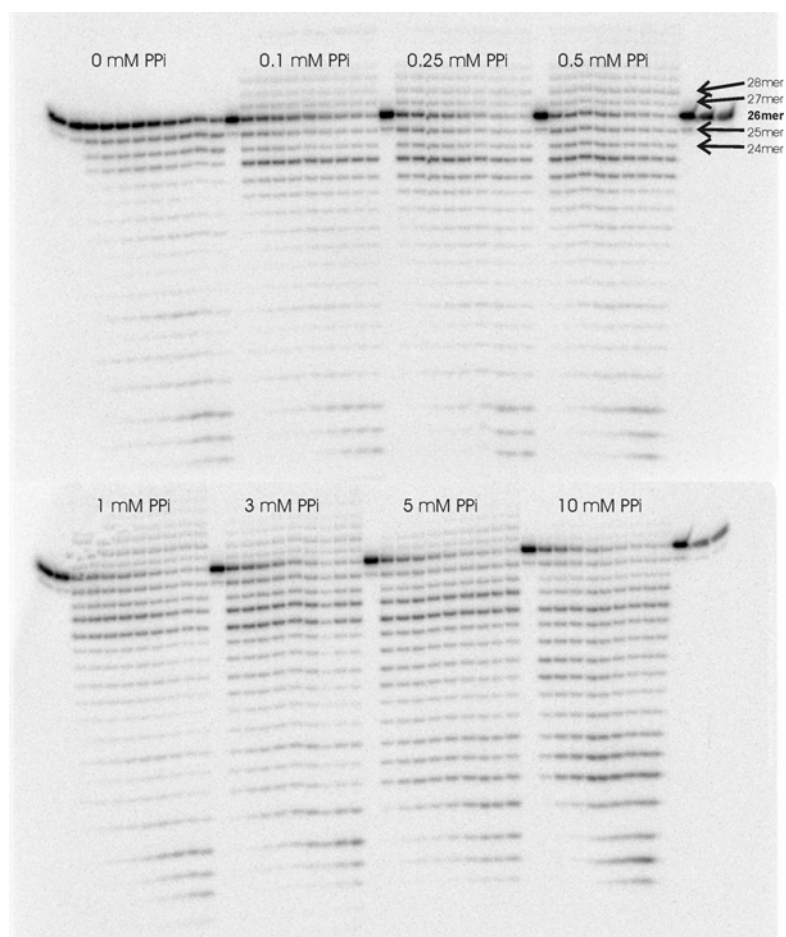 0 mM PPi
0.1 mM PPi
0.25 mM PPi
0.5 mM PPi
28mer
27mer
26mer
25mer
24mer
1 mM PPi
3 mM PPi
5 mM PPi
10 mM PPi